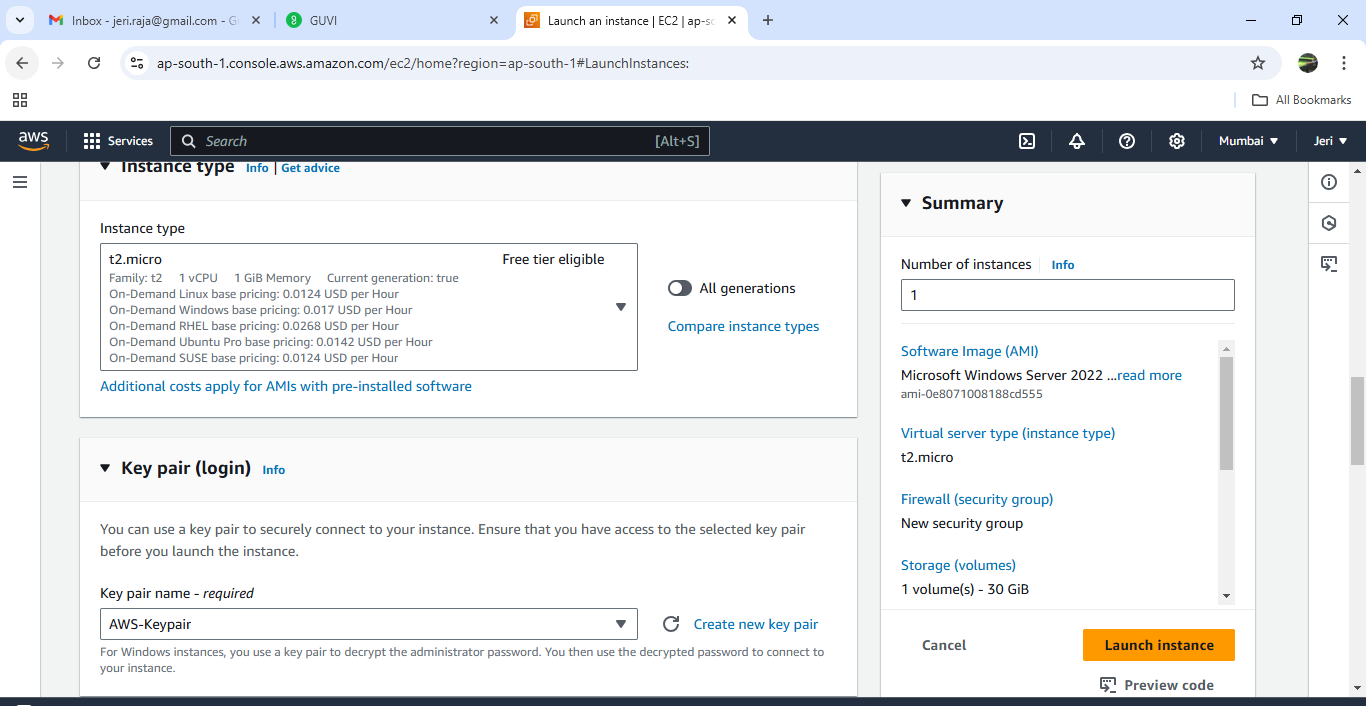 Inbox - jeri.raja@gmail.com - G
GUVI
Launch an instance | EC2 | ap-so
ap-south-1.console.aws.amazon.com/ec2/home?region=ap-south-1#LaunchInstances:
All Bookmarks
aws
Services
Search
[Alt+S]
Mumbai
Jeri
Instance type
Info | Get advice
Instance type
t2.micro
Free tier eligible
Family: t2 1 vCPU 1 GiB Memory Current generation: true
On-Demand Linux base pricing: 0.0124 USD per Hour
On-Demand Windows base pricing: 0.017 USD per Hour
On-Demand RHEL base pricing: 0.0268 USD per Hour
On-Demand Ubuntu Pro base pricing: 0.0142 USD per Hour
On-Demand SUSE base pricing: 0.0124 USD per Hour
All generations
Compare instance types
Additional costs apply for AMIs with pre-installed software
Key pair (login)
Info
You can use a key pair to securely connect to your instance. Ensure that you have access to the selected key pair
before you launch the instance.
Key pair name - required
AWS-Keypair
Create new key pair
For Windows instances, you use a key pair to decrypt the administrator password. You then use the decrypted password to connect to
your instance.
Summary
Number of instances
Info
1
Software Image (AMI)
Microsoft Windows Server 2022 ...read more
ami-0e8071008188cd555
Virtual server type (instance type)
t2.micro
Firewall (security group)
New security group
Storage (volumes)
1 volume(s) - 30 GiB
Cancel
Launch instance
Preview code